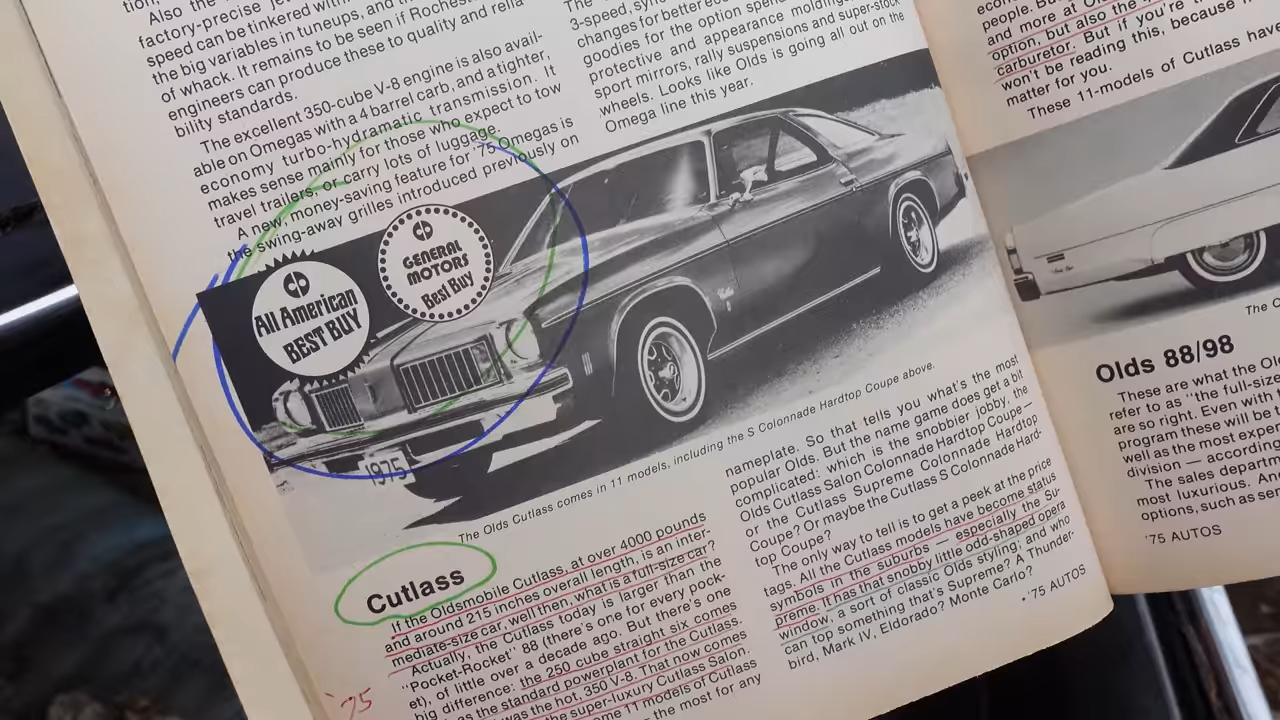 Also the
factory-precise
speed can be tinkered with
the big variables in tuneups, and
of whack. It remains to be seen if Roches
engineers can produce these to quality and relia-
bility standards.
The excellent 350-cube V-8 engine is also avail-
able on Omegas with a 4 barrel carb, and a tighter,
economy turbo-hydramatic transmission. It
makes sense mainly for those who expect to tow
travel trailers, or carry lots of luggage.
A new, money-saving feature for '75 Omegas is
the swing-away grilles introduced previously on
changes for better
goodies for the option
protective and appearance molding
sport mirrors, rally suspensions and super-stock
wheels. Looks like Olds is going all out on the
Omega line this year.
All American
BEST BUY
GENERAL
MOTORS
Best Buy
1975
The Olds Cutlass comes in 11 models, including the S Colonnade Hardtop Coupe above.
Cutlass
If the Oldsmobile Cutlass, at over 4000 pounds
and around 215 inches overall length, is an inter-
mediate-size car, well then, what is a full-size car?
Actually, the Cutlass today is larger than the
"Pocket-Rocket" 88 (there's one for every pock-
et), of little over a decade ago. But there's one
big difference: the 250 cube straight six comes
as the standard powerplant for the Cutlass.
was the hot, 350 V-8. That now comes
the super-luxury Cutlass Salon.
some 11 models of Cutlass
the most for any
'75
nameplate. So that tells you what's the most
popular Olds. But the name game does get a bit
complicated: which is the snobbier jobby, the
Olds Cutlass Salon Colonnade Hardtop Coupe—
or the Cutlass Supreme Colonnade Hardtop
Coupe? Or maybe the Cutlass S Colonnade Hard-
top Coupe?
The only way to tell is to get a peek at the price
tags. All the Cutlass models have become status
symbols in the suburbs — especially the Su-
preme. It has that snobby little odd-shaped opera
window, a sort of classic Olds styling; and who
can top something that's Supreme? A Thunder-
bird, Mark IV, Eldorado? Monte Carlo?
• '75 AUTOS
people. Bu
and more at Ol
option, but also the
carburetor. But if you're th
won't be reading this, because
matter for you.
These 11-models of Cutlass have
The C
Olds 88/98
These are what the Ol
refer to as "the full-size
are so right. Even with
program these will be
well as the most expen
division — according
The sales departm
most luxurious. An
options, such as se
'75 AUTOS